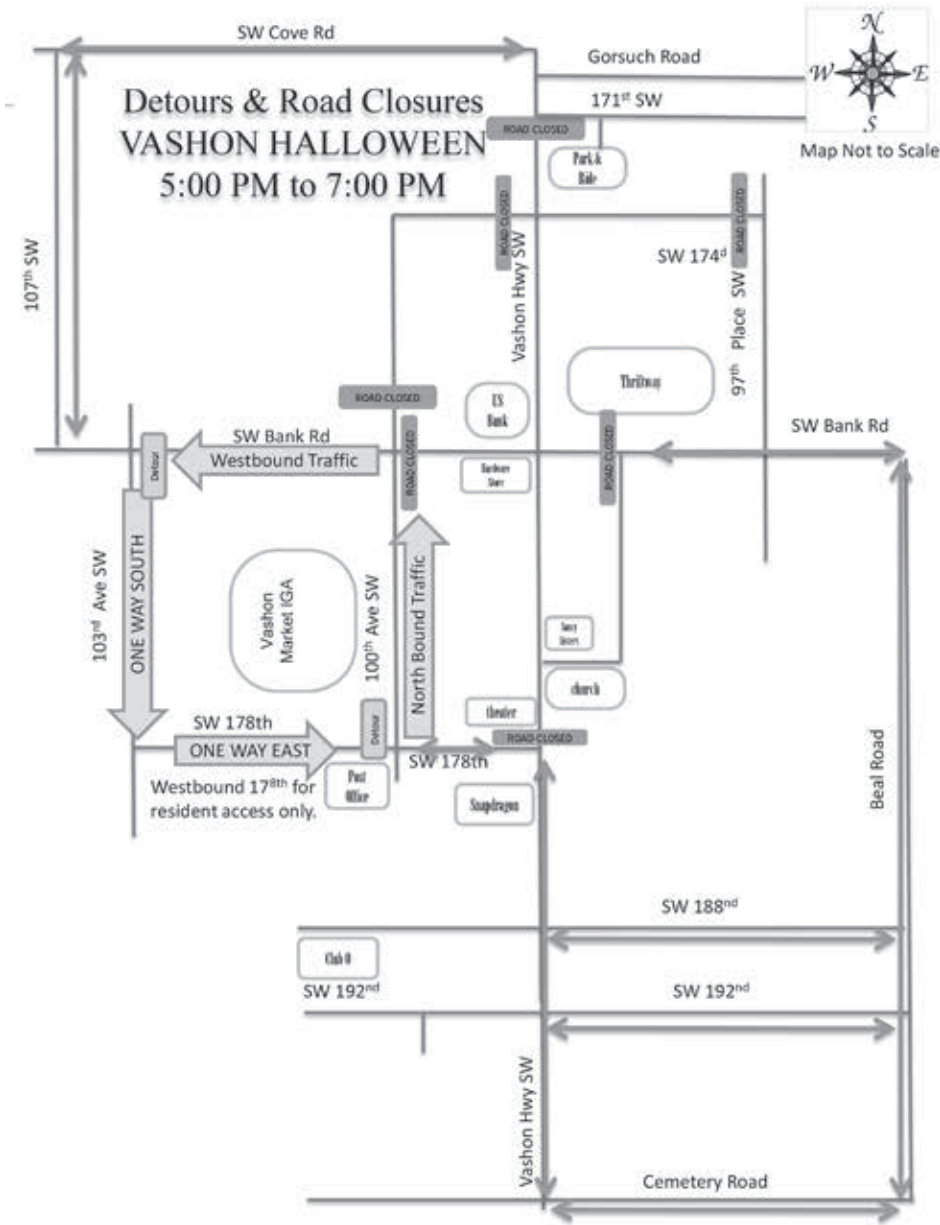 SW Cove Rd
Gorsuch Road
171st SW
N
W
E
S
Map Not to Scale
Detours & Road Closures
VASHON HALLOWEEN
5:00 PM to 7:00 PM
ROAD CLOSED
Park &
Ride
107th SW
ROAD CLOSED
Vashon Hwy SW
SW 174d
ROAD CLOSED
97th Place SW
Thriftway
ROAD CLOSED
US
Bank
SW Bank Rd
Westbound Traffic
Detour
ROAD CLOSED
Hardware
Store
ROAD CLOSED
SW Bank Rd
103rd Ave SW
ONE WAY SOUTH
Vashon
Market IGA
100th Ave SW
North Bound Traffic
church
theater
ROAD CLOSED
SW 178th
ONE WAY EAST
Detour
SW 178th
Westbound 178th for
resident access only.
Post
Office
Snapdragon
Beal Road
SW 188nd
Club O
SW 192nd
SW 192nd
Vashon Hwy SW
Cemetery Road